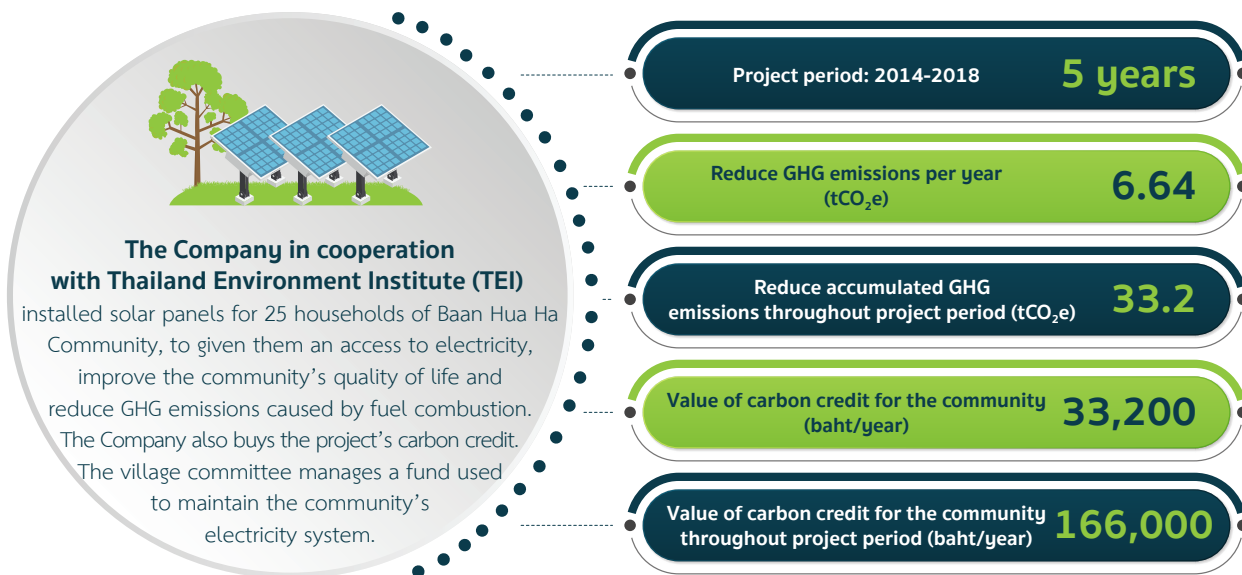 The Company in cooperation
with Thailand Environment Institute (TEI)
installed solar panels for 25 households of Baan Hua Ha
Community, to given them an access to electricity,
improve the community's quality of life and
reduce GHG emissions caused by fuel combustion.
The Company also buys the project's carbon credit.
The village committee manages a fund used
to maintain the community's
electricity system.
Project period: 2014-2018
5 years
Reduce GHG emissions per year
(tCO₂e)
6.64
Reduce accumulated GHG
emissions throughout project period (tCO₂e)
33.2
Value of carbon credit for the community
(baht/year)
33,200
Value of carbon credit for the community
throughout project period (baht/year)
166,000